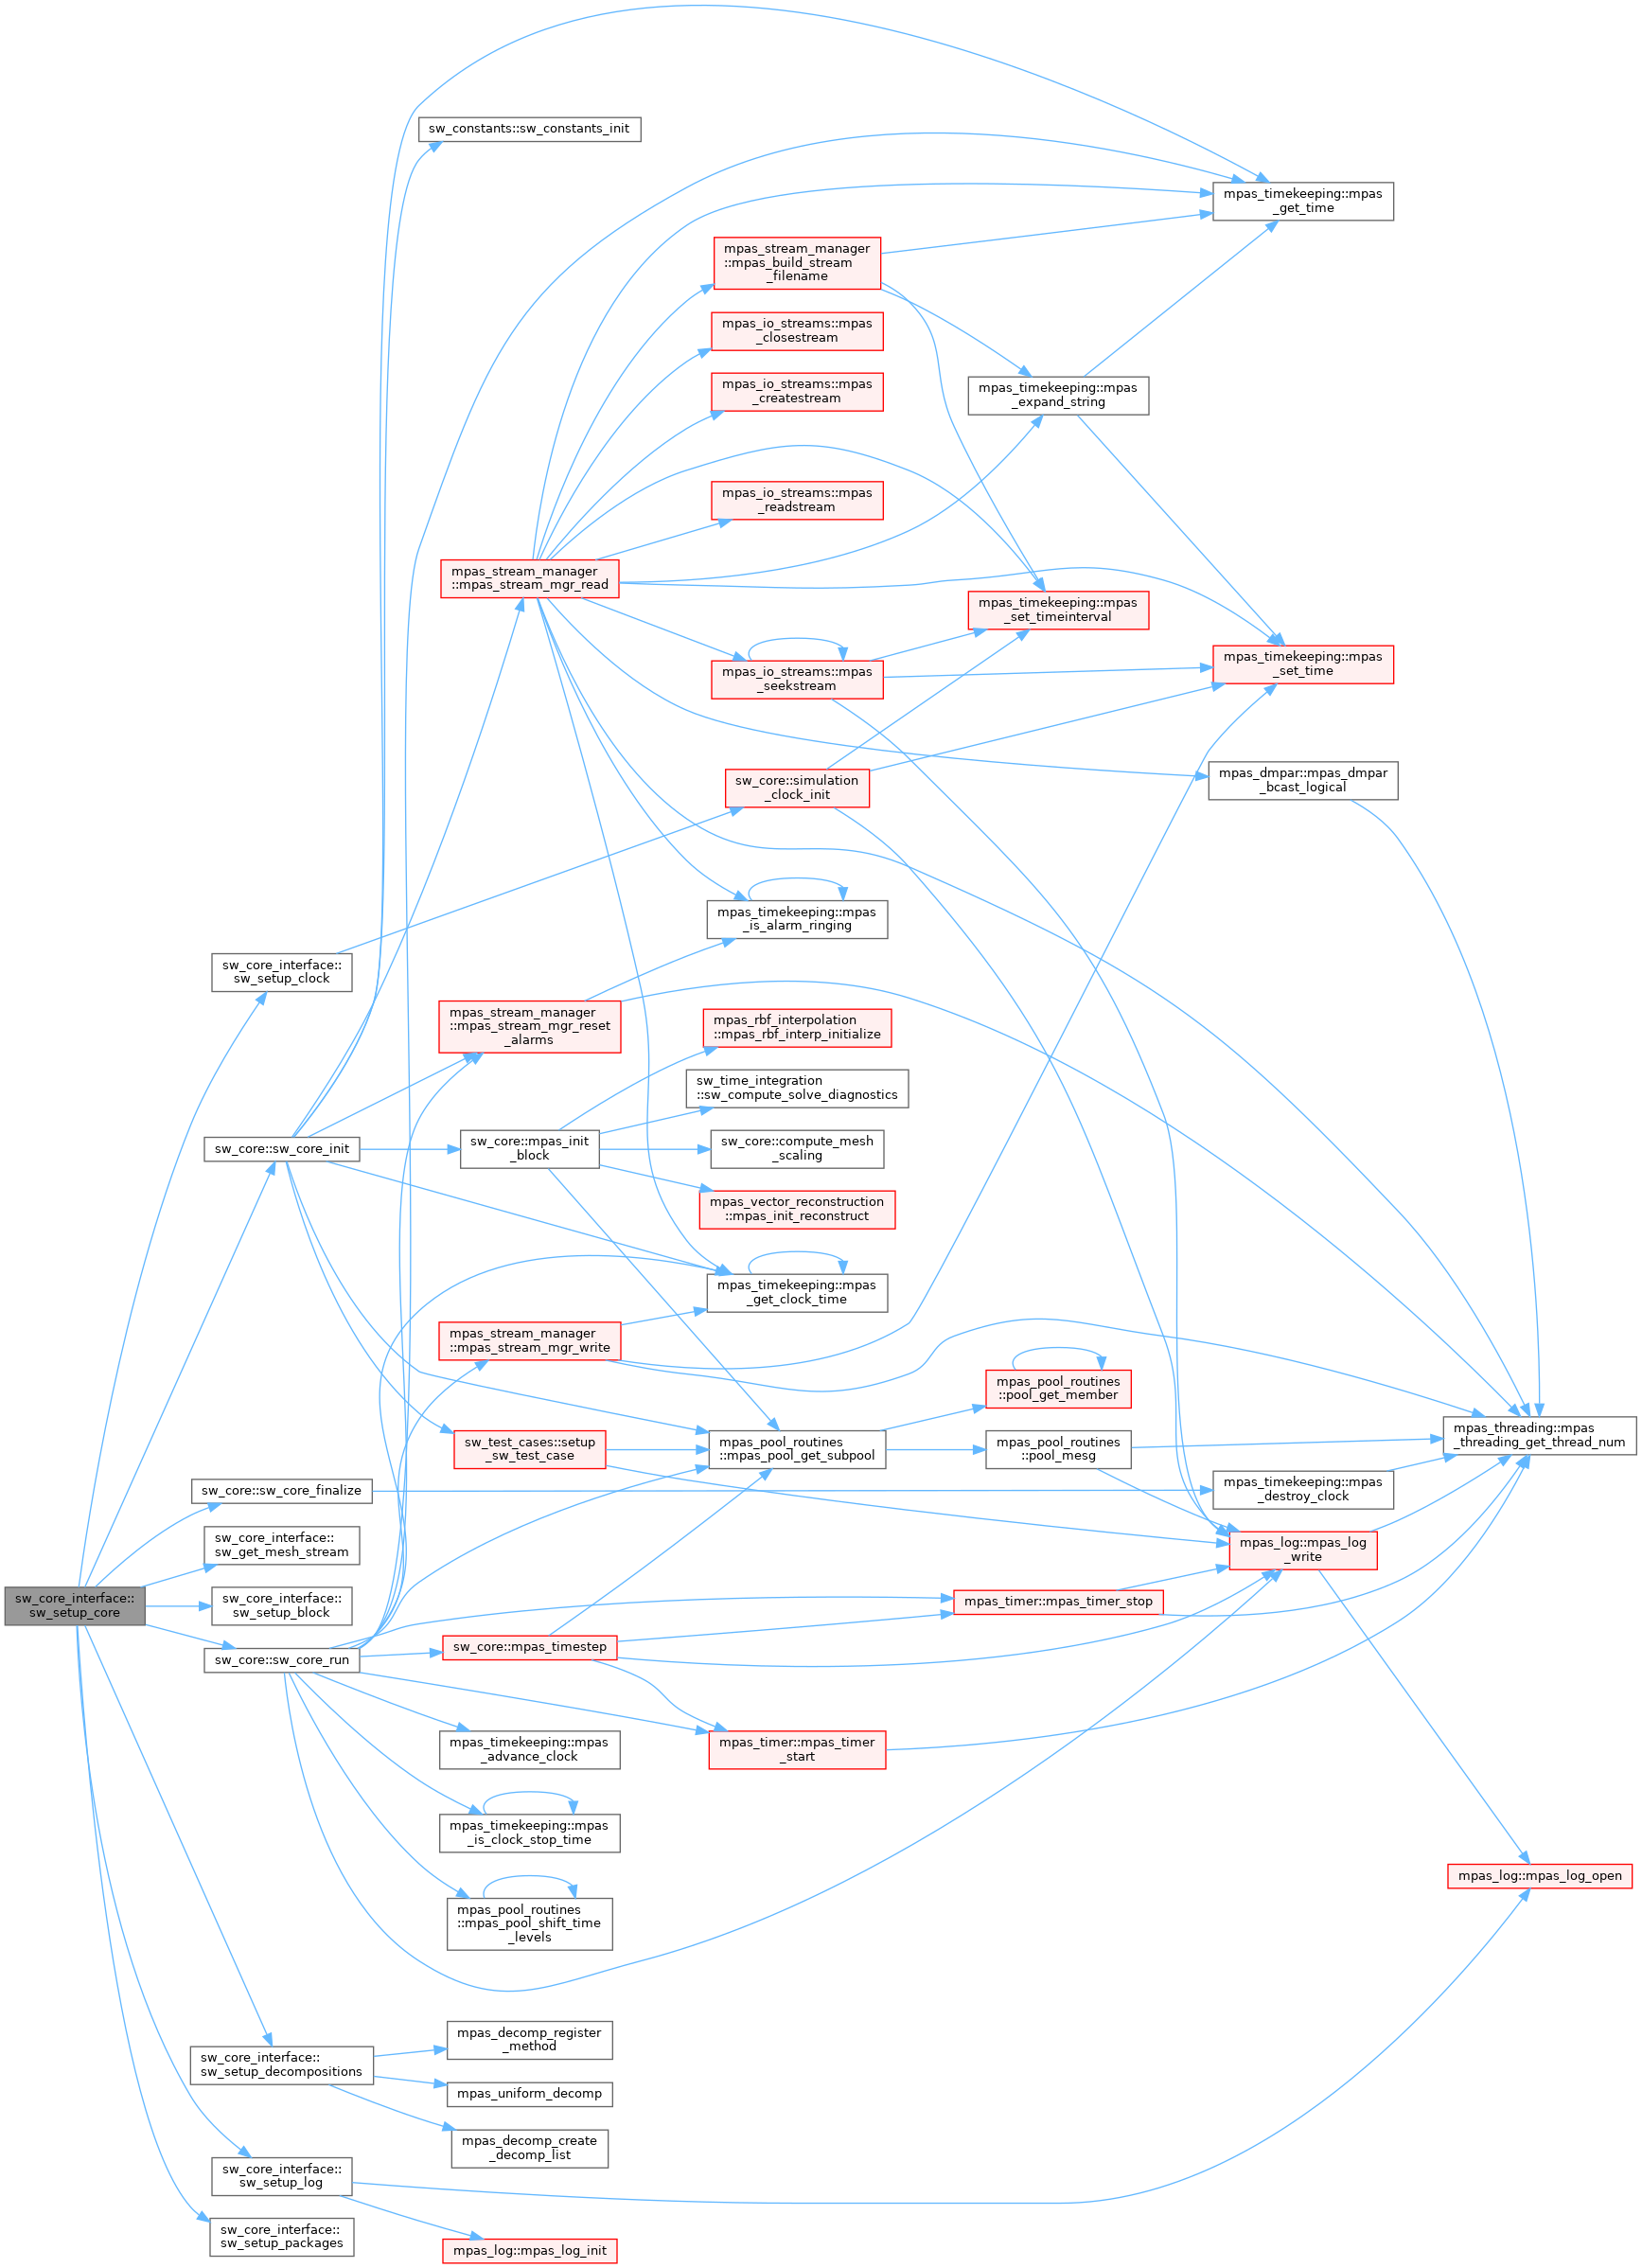 sw_constants::sw_constants_init
mpas_timekeeping::mpas
_get_time
mpas_stream_manager
::mpas_build_stream
_filename
mpas_io_streams::mpas
_closestream
mpas_io_streams::mpas
_createstream
mpas_timekeeping::mpas
_expand_string
mpas_io_streams::mpas
_readstream
mpas_stream_manager
::mpas_stream_mgr_read
mpas_timekeeping::mpas
_set_timeinterval
mpas_io_streams::mpas
_seekstream
mpas_timekeeping::mpas
_set_time
sw_core::simulation
_clock_init
mpas_dmpar::mpas_dmpar
_bcast_logical
mpas_timekeeping::mpas
_is_alarm_ringing
sw_core_interface::
sw_setup_clock
mpas_stream_manager
::mpas_stream_mgr_reset
_alarms
mpas_rbf_interpolation
::mpas_rbf_interp_initialize
sw_time_integration
::sw_compute_solve_diagnostics
sw_core::sw_core_init
sw_core::mpas_init
_block
sw_core::compute_mesh
_scaling
mpas_vector_reconstruction
::mpas_init_reconstruct
mpas_timekeeping::mpas
_get_clock_time
mpas_stream_manager
::mpas_stream_mgr_write
mpas_pool_routines
::pool_get_member
sw_test_cases::setup
_sw_test_case
mpas_pool_routines
::mpas_pool_get_subpool
mpas_pool_routines
::pool_mesg
mpas_threading::mpas
_threading_get_thread_num
sw_core::sw_core_finalize
mpas_timekeeping::mpas
_destroy_clock
sw_core_interface::
sw_get_mesh_stream
mpas_log::mpas_log
_write
sw_core_interface::
sw_setup_core
sw_core_interface::
sw_setup_block
mpas_timer::mpas_timer_stop
sw_core::sw_core_run
sw_core::mpas_timestep
mpas_timekeeping::mpas
_advance_clock
mpas_timer::mpas_timer
_start
mpas_timekeeping::mpas
_is_clock_stop_time
mpas_log::mpas_log_open
mpas_pool_routines
::mpas_pool_shift_time
_levels
mpas_decomp_register
_method
sw_core_interface::
sw_setup_decompositions
mpas_uniform_decomp
mpas_decomp_create
_decomp_list
sw_core_interface::
sw_setup_log
sw_core_interface::
sw_setup_packages
mpas_log::mpas_log_init